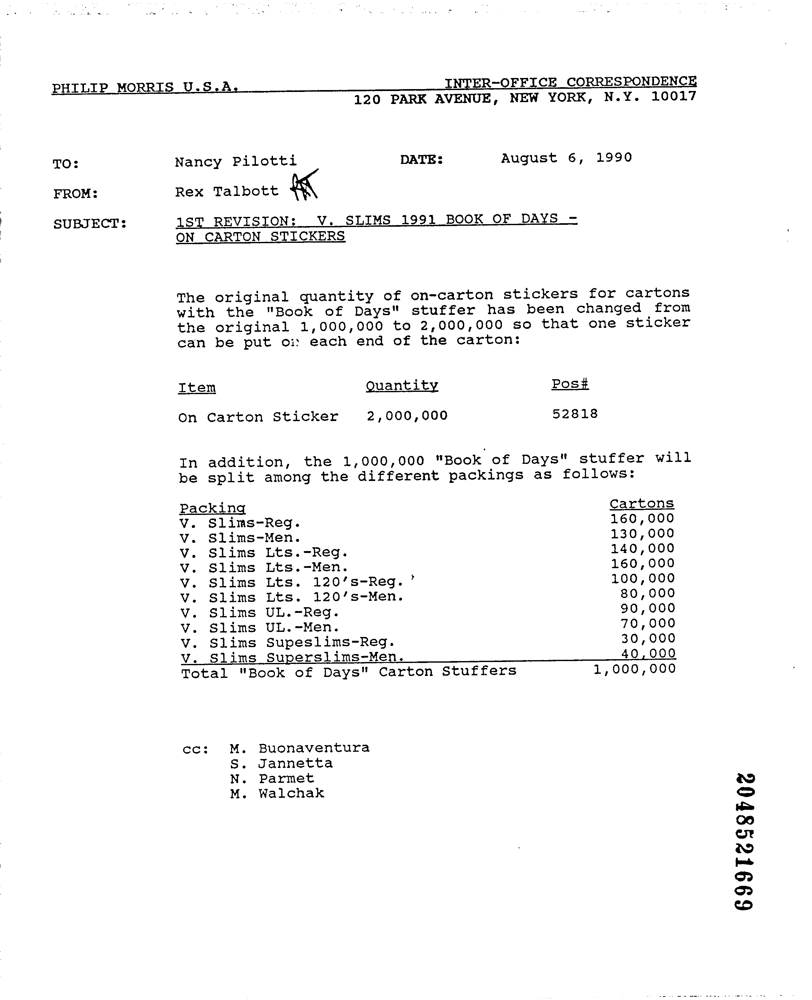 PHILIP MORRIS U.S.A. INTER-OFFICE CORRESPONDENCE
120 PARK AVENUE, NEW YORK, N.Y. 10017
TO: Nancy Pilotti DATE: August 6, 1990
FROM: Rex Talbott
SUBJECT: 1ST REVISION: V. SLIMS 1991 BOOK OF DAYS -
ON CARTON STICKERS
The original quantity of on-carton stickers for cartons
with the "Book of Days" stuffer has been changed from
the original 1,000,000 to 2,000,000 so that one sticker
can be put on each end of the carton:
Item Quantity Pos#
On Carton Sticker 2,000,000 52818
In addition, the 1,000,000 "Book of Days" stuffer will
be split among the different packings as follows:
Packing Cartons
V. Slims-Reg. 160,000
V. Slims-Men. 130,000
V. Slims Lts.-Reg. 140,000
V. Slims Lts.-Men. 160,000
V. Slims Lts. 120's-Reg. 100,000
V. Slims Lts. 120's-Men. 80,000
V. Slims UL.-Reg. 90,000
V. Slims UL.-Men. 70,000
V. Slims Supeslims-Reg. 30,000
V. Slims Superslims-Men. 40,000
Total "Book of Days" Carton Stuffers 1,000,000
cc: M. Buonaventura
S. Jannetta
N. Parmet
M. Walchak
2048521669